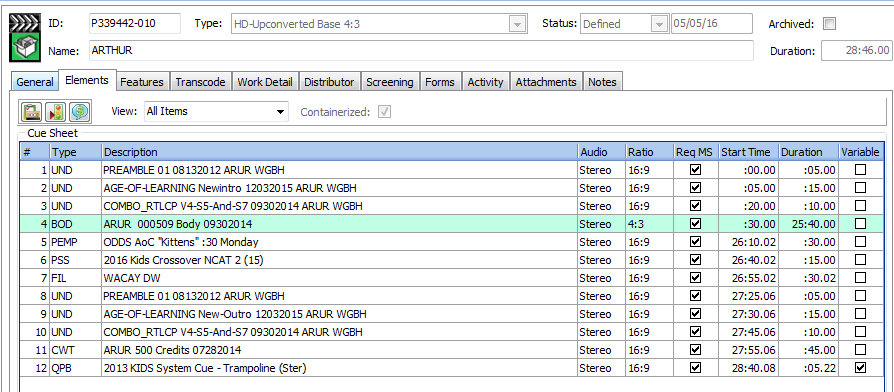 ID: P339442-010 Type: HD-Upconverted Base 4:3 Status: Defined 05/05/16 Archived:
Name: ARTHUR Duration: 28:46.00
General Elements Features Transcode Work Detail Distributor Screening Forms Activity Attachments Notes
View: All Items Containerized:
Cue Sheet
# Type Description Audio Ratio Req MS Start Time Duration Variable
1 UND PREAMBLE 01 08132012 ARUR WGBH Stereo 16:9 :00.00 :05.00
2 UND AGE-OF-LEARNING Newintro 12032015 ARUR WGBH Stereo 16:9 :05.00 :15.00
3 UND COMBO_RTLCP V4-S5-And-S7 09302014 ARUR WGBH Stereo 16:9 :20.00 :10.00
4 BOD ARUR 000509 Body 09302014 Stereo 4:3 :30.00 25:40.00
5 PEMP ODDS AoC "Kittens" :30 Monday Stereo 16:9 26:10.02 :30.00
6 PSS 2016 Kids Crossover NCAT 2 (15) Stereo 16:9 26:40.02 :15.00
7 FIL WACAY DW Stereo 16:9 26:55.02 :30.02
8 UND PREAMBLE 01 08132012 ARUR WGBH Stereo 16:9 27:25.06 :05.00
9 UND AGE-OF-LEARNING New-Outro 12032015 ARUR WGBH Stereo 16:9 27:30.06 :15.00
10 UND COMBO_RTLCP V4-S5-And-S7 09302014 ARUR WGBH Stereo 16:9 27:45.06 :10.00
11 CWT ARUR 500 Credits 07282014 Stereo 16:9 27:55.06 :45.00
12 QPB 2013 KIDS System Cue - Trampoline (Ster) Stereo 16:9 28:40.08 :05.22